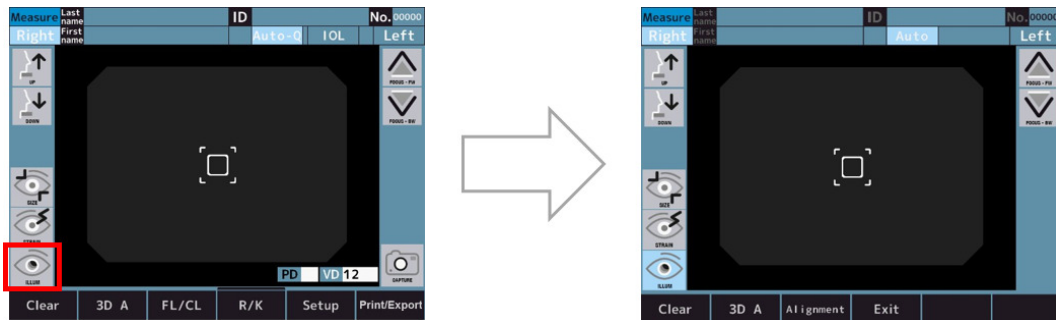 Measure Last name ID No. 00000
Right First name Auto-Q IOL Left
UP
FOCUS - FW
DOWN
FOCUS - BW
SIZE
STRAIN
ILLUM
CAPTURE
PD VD 12
Clear 3D A FL/CL R/K Setup Print/Export
Measure Last name ID No. 00000
Right First name Auto Left
UP
FOCUS - FW
DOWN
FOCUS - BW
SIZE
STRAIN
ILLUM
Clear 3D A Alignment Exit